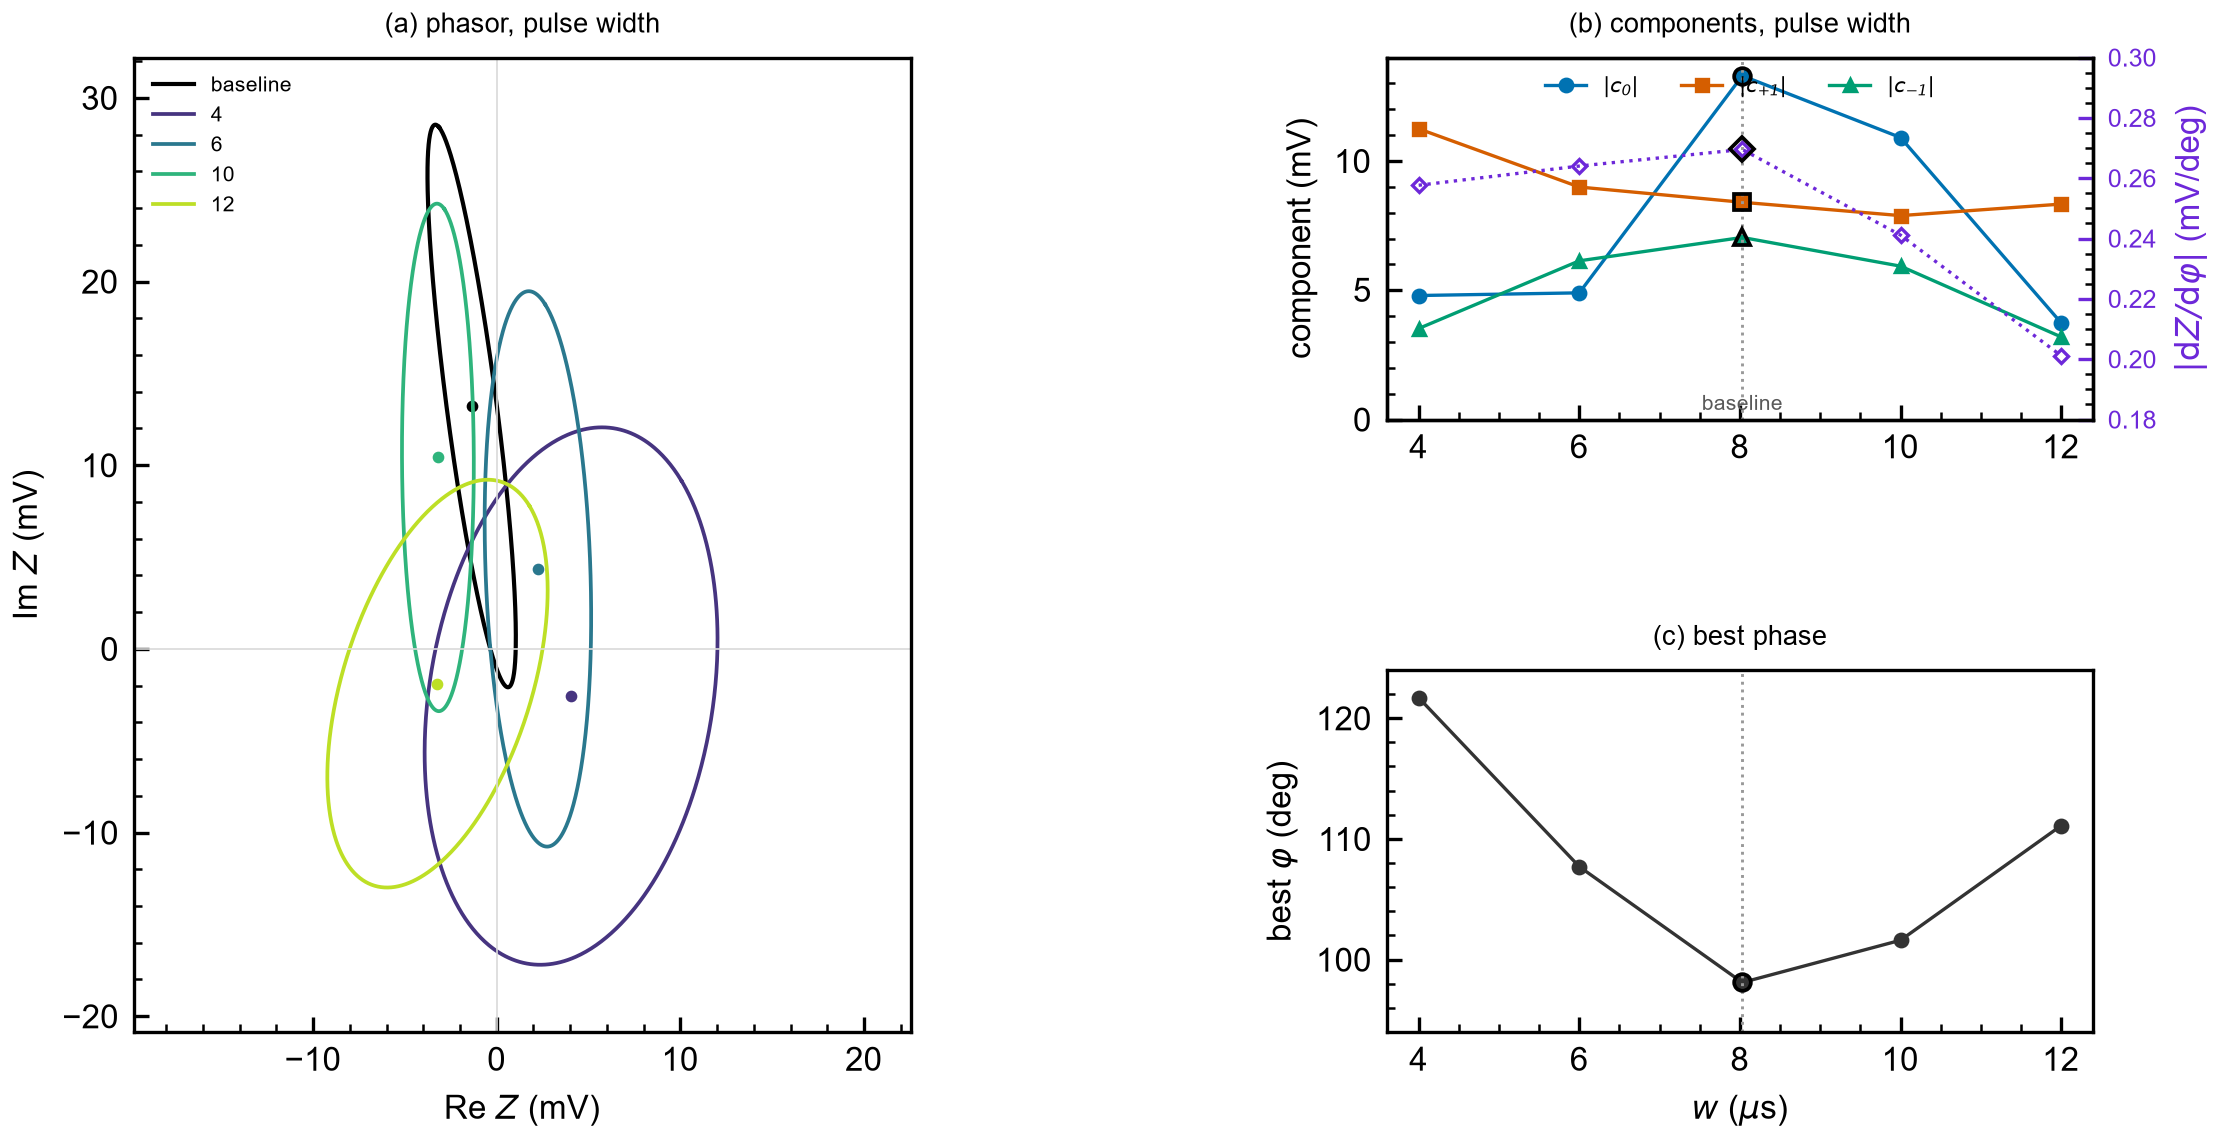 (a) phasor, pulse width
baseline
4
6
10
12
30
20
10
0
−10
−20
−10
0
10
20
Im Z (mV)
Re Z (mV)
(b) components, pulse width
|c₀|
|c₊₁|
|c₋₁|
10
5
0
component (mV)
0.30
0.28
0.26
0.24
0.22
0.20
0.18
|dZ/dφ| (mV/deg)
baseline
4
6
8
10
12
(c) best phase
120
110
100
best φ (deg)
4
6
8
10
12
w (μs)